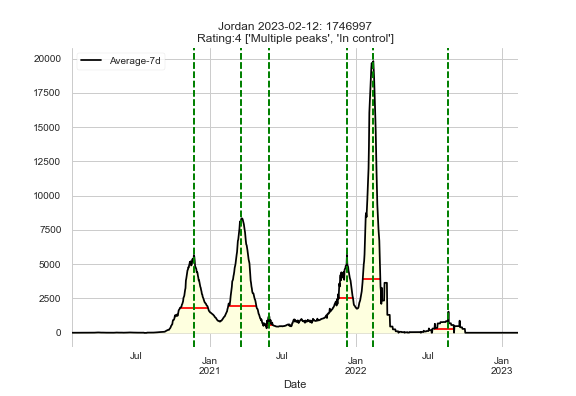 Jordan 2023-02-12: 1746997
Rating:4 ['Multiple peaks', 'In control']
Average-7d
20000
17500
15000
12500
10000
7500
5000
2500
0
Jul
Jan
2021
Jul
Jan
2022
Jul
Jan
2023
Date